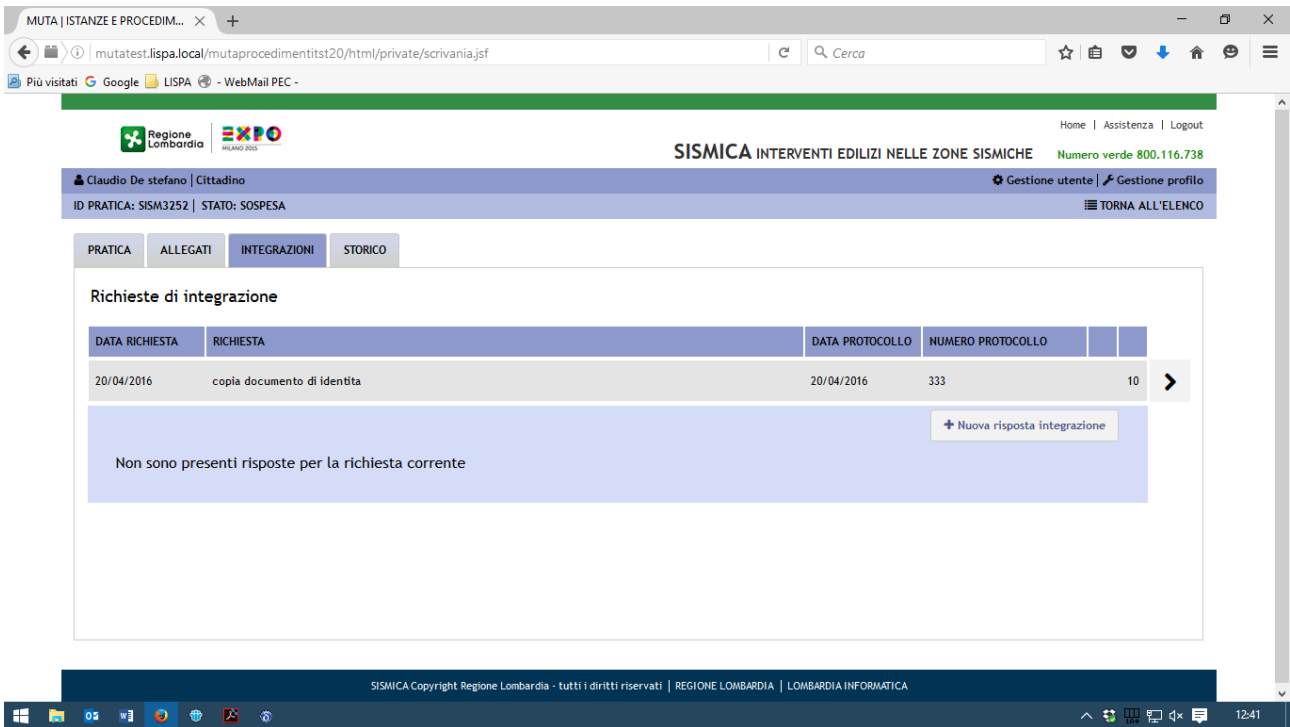 MUTA | ISTANZE E PROCEDIM...
mutatest.lispa.local/mutaprocedimentitst20/html/private/scrivania.jsf
Cerca
Più visitati Google LISPA - WebMail PEC -
Regione Lombardia
EXPO
MILANO 2015
Home | Assistenza | Logout
SISMICA INTERVENTI EDILIZI NELLE ZONE SISMICHE
Numero verde 800.116.738
Claudio De stefano | Cittadino
Gestione utente | Gestione profilo
ID PRATICA: SISM3252 | STATO: SOSPESA
TORNA ALL'ELENCO
PRATICA ALLEGATI INTEGRAZIONI STORICO
Richieste di integrazione
DATA RICHIESTA RICHIESTA DATA PROTOCOLLO NUMERO PROTOCOLLO
20/04/2016 copia documento di identita 20/04/2016 333 10
+ Nuova risposta integrazione
Non sono presenti risposte per la richiesta corrente
SISMICA Copyright Regione Lombardia - tutti i diritti riservati | REGIONE LOMBARDIA | LOMBARDIA INFORMATICA
12:41